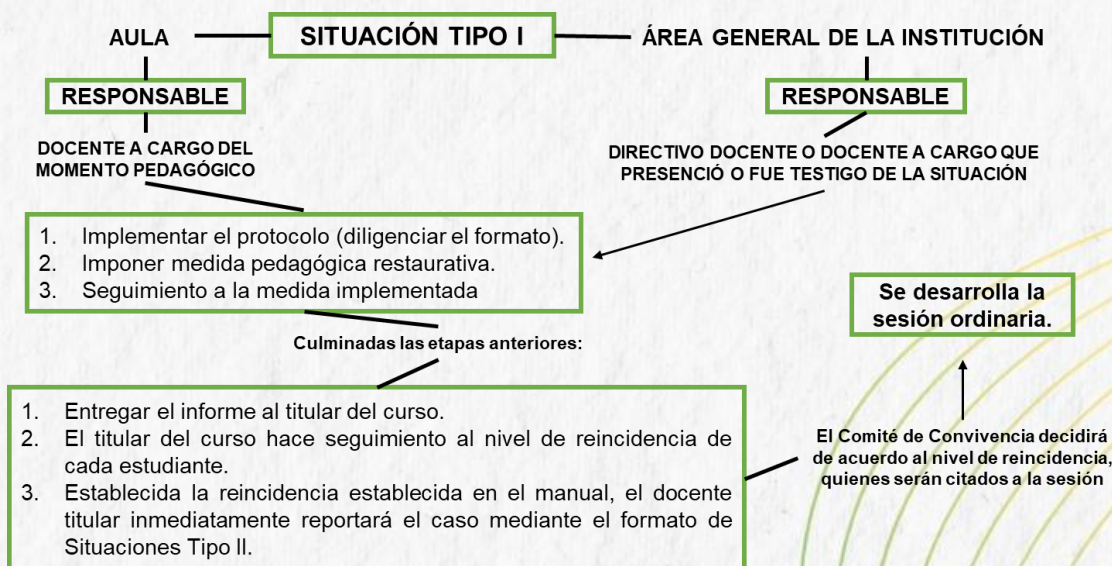 SITUACIÓN TIPO I
AULA
ÁREA GENERAL DE LA INSTITUCIÓN
RESPONSABLE
RESPONSABLE
DOCENTE A CARGO DEL
MOMENTO PEDAGÓGICO
DIRECTIVO DOCENTE O DOCENTE A CARGO QUE
PRESENCIÓ O FUE TESTIGO DE LA SITUACIÓN
1. Implementar el protocolo (diligenciar el formato).
2. Imponer medida pedagógica restaurativa.
3. Seguimiento a la medida implementada
Culminadas las etapas anteriores:
1. Entregar el informe al titular del curso.
2. El titular del curso hace seguimiento al nivel de reincidencia de
cada estudiante.
3. Establecida la reincidencia establecida en el manual, el docente
titular inmediatamente reportará el caso mediante el formato de
Situaciones Tipo II.
El Comité de Convivencia decidirá
de acuerdo al nivel de reincidencia,
quienes serán citados a la sesión
Se desarrolla la
sesión ordinaria.